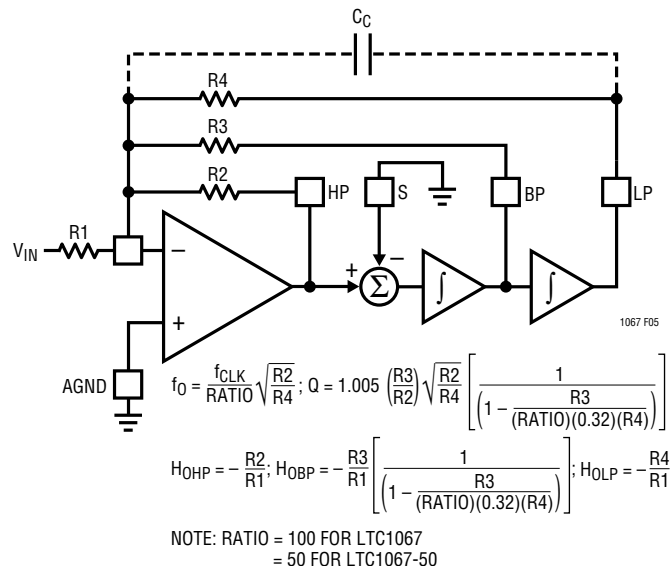 C_C
R4
R3
R2
HP
S
BP
LP
R1
V_IN
−
+
+
−
Σ
∫
∫
1067 F05
AGND
f_O = f_CLK/RATIO √(R2/R4); Q = 1.005 (R3/R2) √(R2/R4) [1/(1 − R3/((RATIO)(0.32)(R4)))]
H_OHP = − R2/R1; H_OBP = − R3/R1 [1/(1 − R3/((RATIO)(0.32)(R4)))]; H_OLP = − R4/R1
NOTE: RATIO = 100 FOR LTC1067
= 50 FOR LTC1067-50